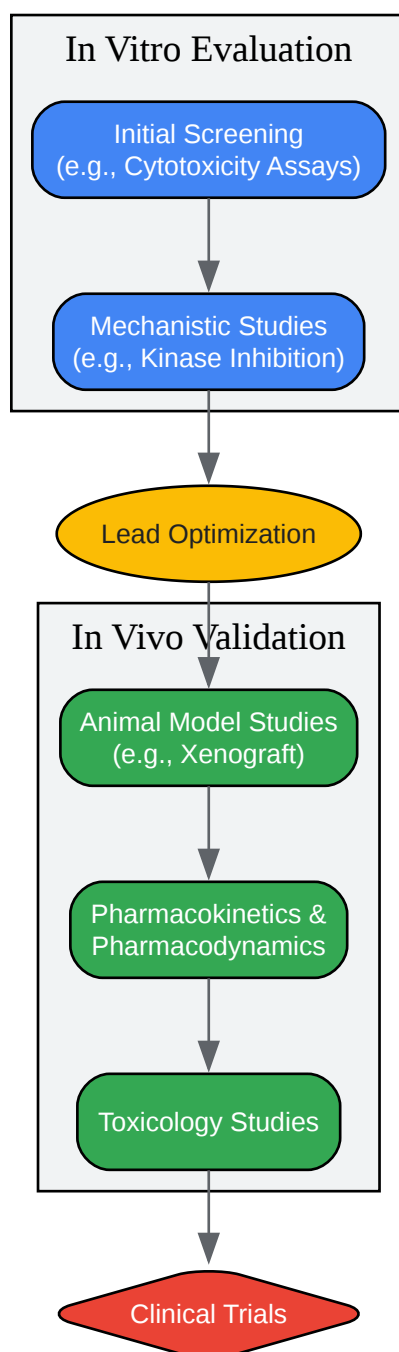 In Vitro Evaluation
Initial Screening
(e.g., Cytotoxicity Assays)
Mechanistic Studies
(e.g., Kinase Inhibition)
Lead Optimization
In Vivo Validation
Animal Model Studies
(e.g., Xenograft)
Pharmacokinetics &
Pharmacodynamics
Toxicology Studies
Clinical Trials